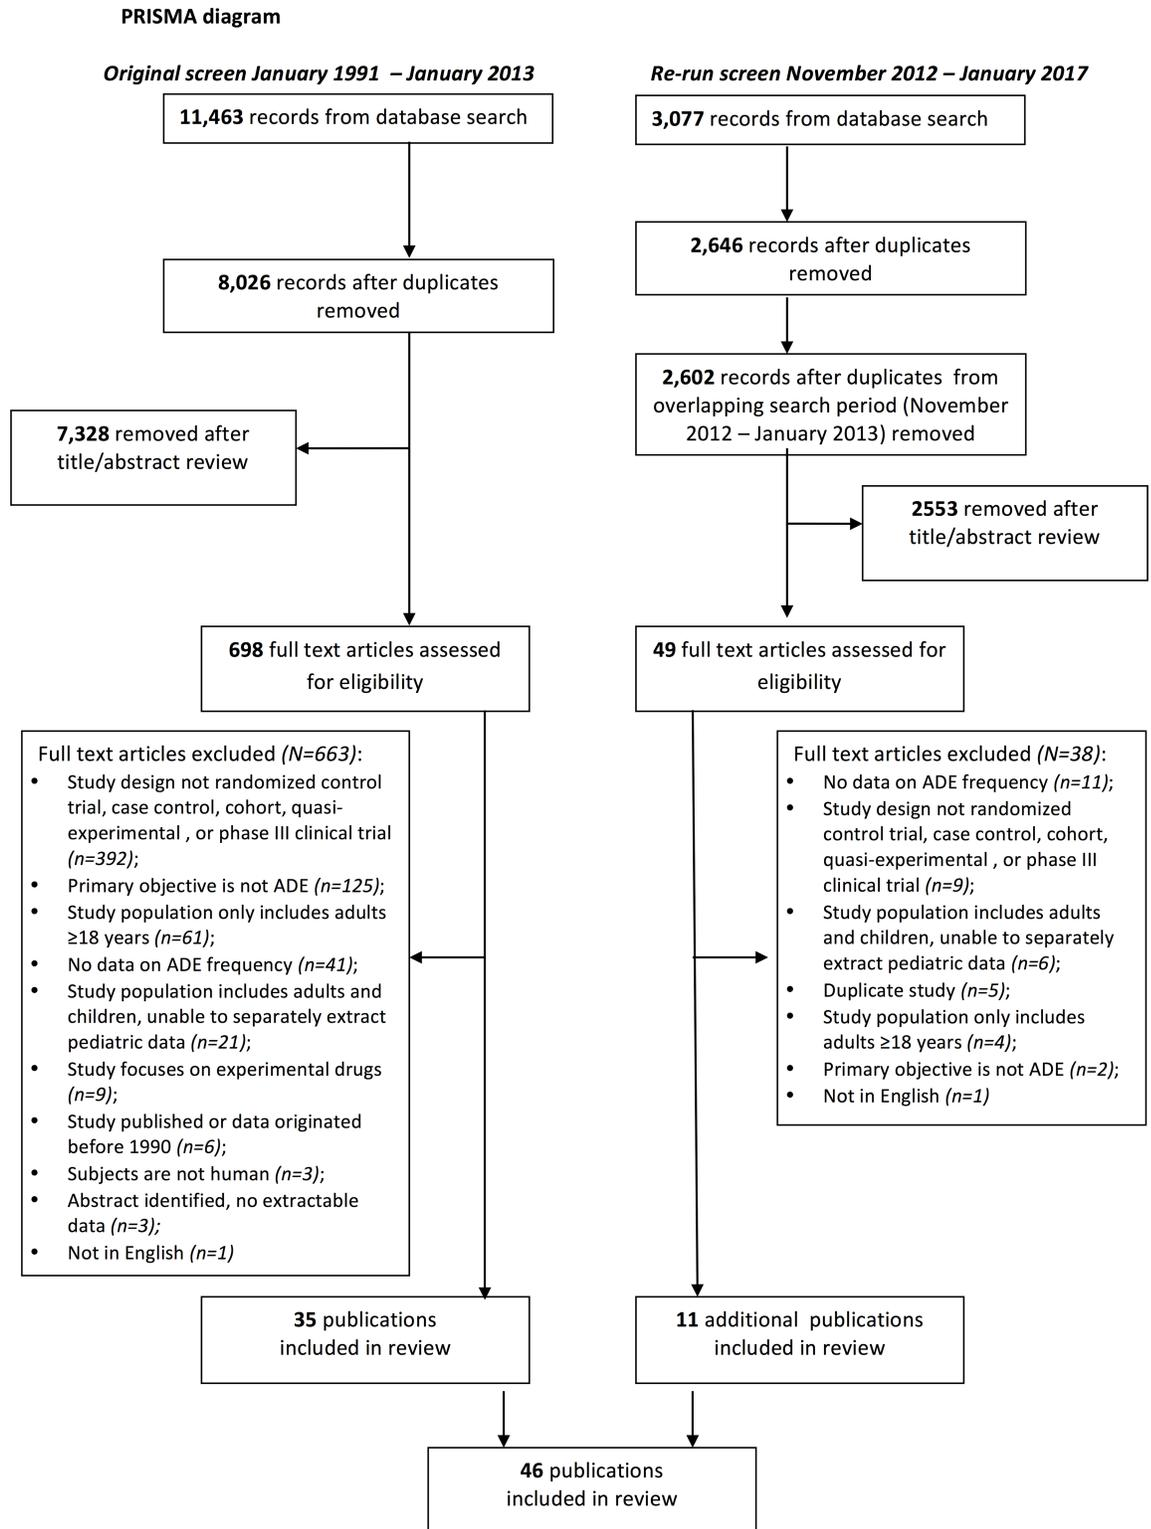 PRISMA diagram
Original screen January 1991 – January 2013
11,463 records from database search
8,026 records after duplicates
removed
7,328 removed after
title/abstract review
698 full text articles assessed
for eligibility
Full text articles excluded (N=663):
• Study design not randomized control
trial, case control, cohort, quasi-
experimental , or phase III clinical trial
(n=392);
• Primary objective is not ADE (n=125);
• Study population only includes adults
≥18 years (n=61);
• No data on ADE frequency (n=41);
• Study population includes adults and
children, unable to separately extract
pediatric data (n=21);
• Study focuses on experimental drugs
(n=9);
• Study published or data originated
before 1990 (n=6);
• Subjects are not human (n=3);
• Abstract identified, no extractable
data (n=3);
• Not in English (n=1)
35 publications
included in review
Re-run screen November 2012 – January 2017
3,077 records from database search
2,646 records after duplicates
removed
2,602 records after duplicates from
overlapping search period (November
2012 – January 2013) removed
2553 removed after
title/abstract review
49 full text articles assessed for
eligibility
Full text articles excluded (N=38):
• No data on ADE frequency (n=11);
• Study design not randomized
control trial, case control, cohort,
quasi-experimental , or phase III
clinical trial (n=9);
• Study population includes adults
and children, unable to separately
extract pediatric data (n=6);
• Duplicate study (n=5);
• Study population only includes
adults ≥18 years (n=4);
• Primary objective is not ADE (n=2);
• Not in English (n=1)
11 additional publications
included in review
46 publications
included in review